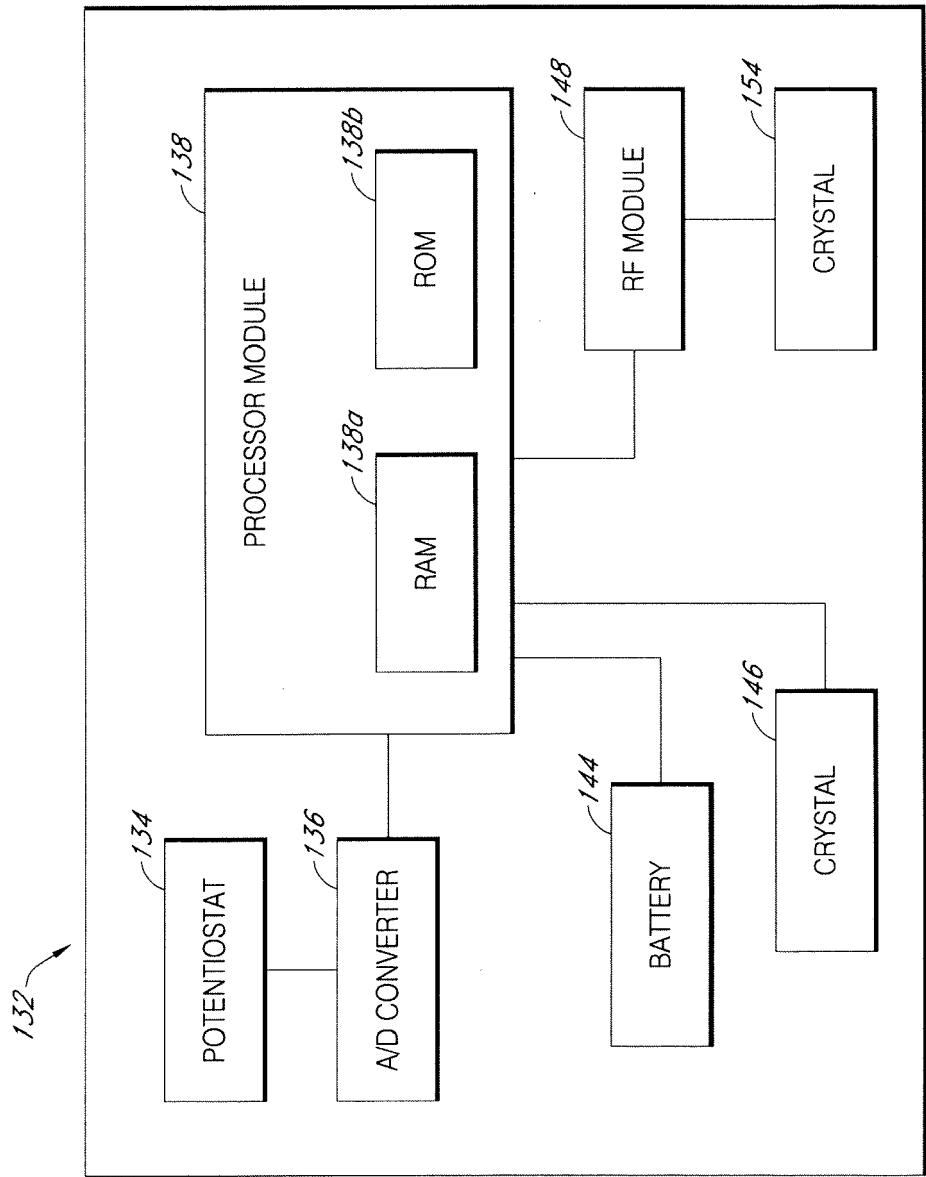 132
POTENTIOSTAT
134
A/D CONVERTER
136
PROCESSOR MODULE
138
RAM
138a
ROM
138b
BATTERY
144
CRYSTAL
146
RF MODULE
148
CRYSTAL
154